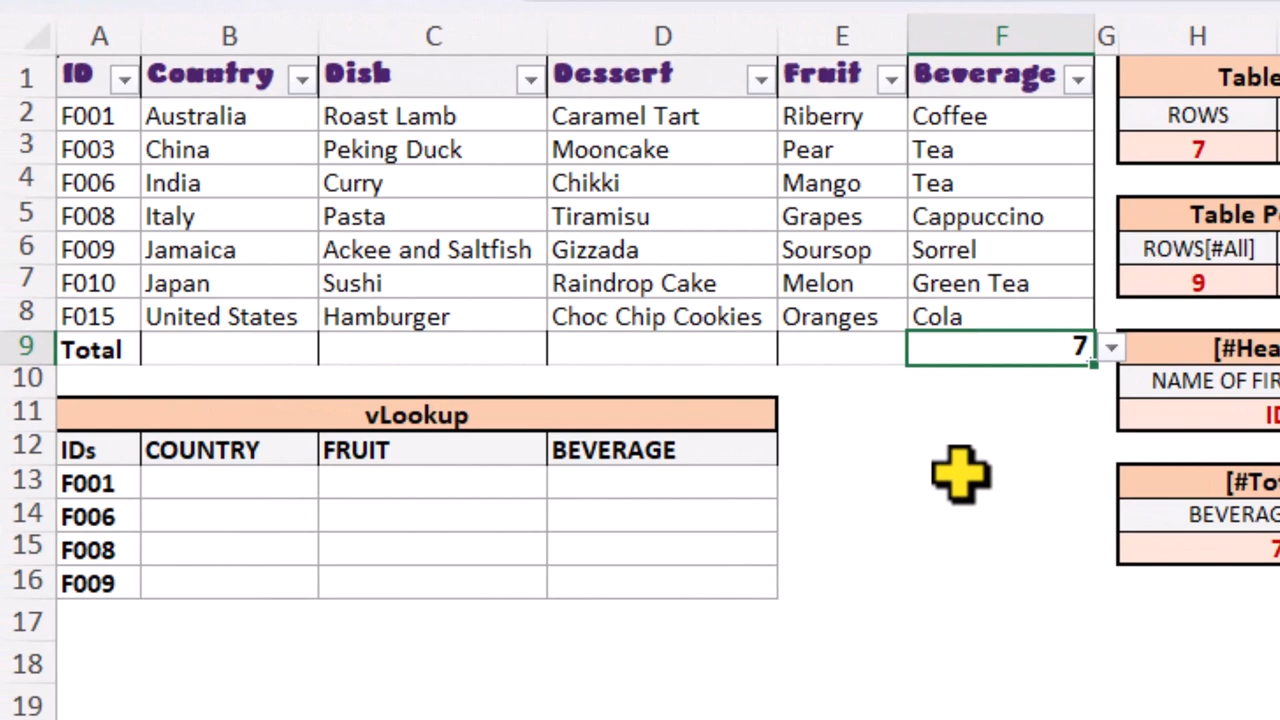 A B C D E F G H
1 ID Country Dish Dessert Fruit Beverage Table
2 F001 Australia Roast Lamb Caramel Tart Riberry Coffee ROWS
3 F003 China Peking Duck Mooncake Pear Tea 7
4 F006 India Curry Chikki Mango Tea
5 F008 Italy Pasta Tiramisu Grapes Cappuccino Table
6 F009 Jamaica Ackee and Saltfish Gizzada Soursop Sorrel ROWS[#All]
7 F010 Japan Sushi Raindrop Cake Melon Green Tea 9
8 F015 United States Hamburger Choc Chip Cookies Oranges Cola
9 Total 7 [#Hea
10 NAME OF FIR
11 vLookup ID
12 IDs COUNTRY FRUIT BEVERAGE
13 F001 [#To
14 F006 BEVERAG
15 F008 7
16 F009
17
18
19